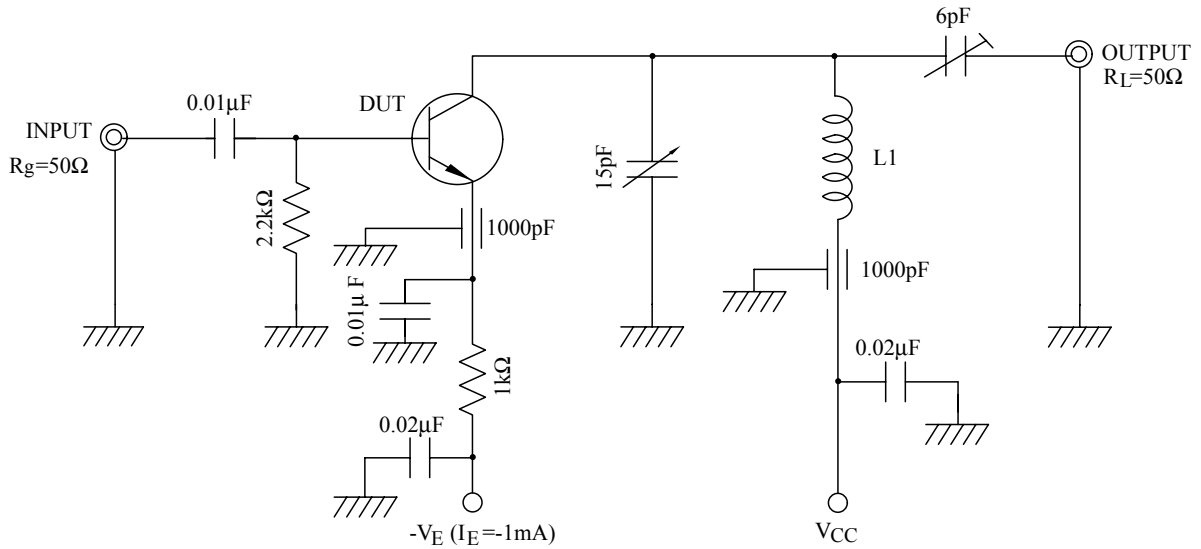 6pF
OUTPUT
RL=50Ω
0.01μF
DUT
INPUT
Rg=50Ω
15pF
L1
2.2kΩ
1000pF
1000pF
0.01μ F
1kΩ
0.02μF
0.02μF
-VE (IE=-1mA)
VCC